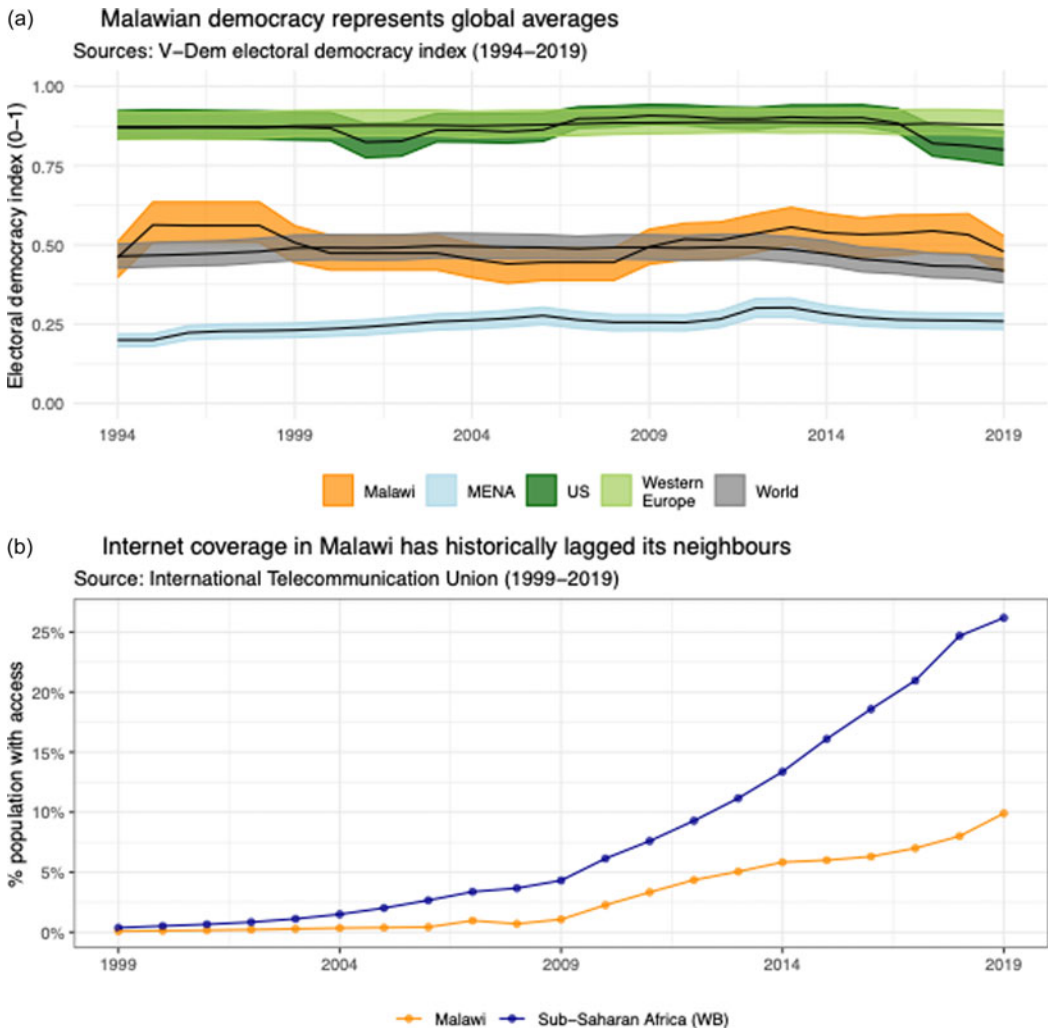 (a)
Malawian democracy represents global averages
Sources: V−Dem electoral democracy index (1994−2019)
Electoral democracy index (0−1)
1.00
0.75
0.50
0.25
0.00
1994 1999 2004 2009 2014 2019
Malawi MENA US Western Europe World
(b)
Internet coverage in Malawi has historically lagged its neighbours
Source: International Telecommunication Union (1999−2019)
% population with access
25%
20%
15%
10%
5%
0%
1999 2004 2009 2014 2019
Malawi Sub−Saharan Africa (WB)